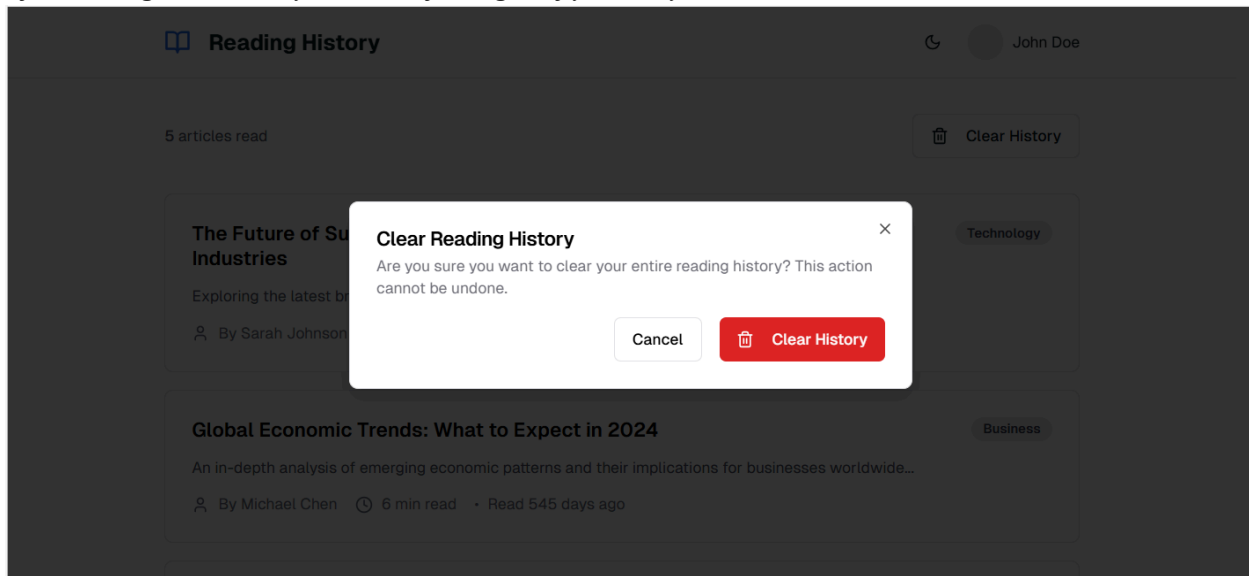 Reading History
John Doe
5 articles read
Clear History
The Future of Su
Industries
Technology
Exploring the latest br
By Sarah Johnson
Clear Reading History
Are you sure you want to clear your entire reading history? This action
cannot be undone.
Cancel
Clear History
Global Economic Trends: What to Expect in 2024
Business
An in-depth analysis of emerging economic patterns and their implications for businesses worldwide...
By Michael Chen 6 min read • Read 545 days ago